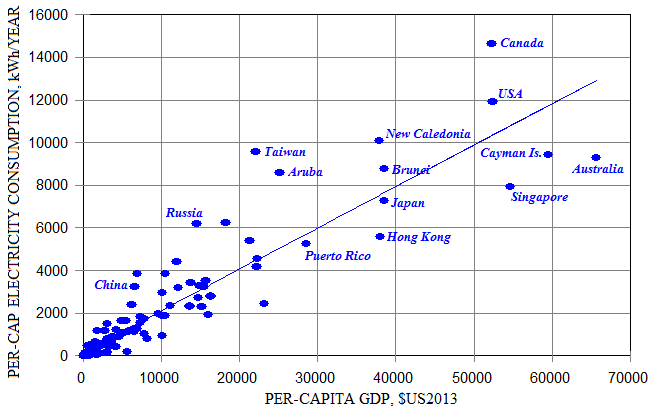 PER-CAP ELECTRICITY CONSUMPTION, kWh/YEAR
16000
14000
12000
10000
8000
6000
4000
2000
0
Canada
USA
New Caledonia
Taiwan
Cayman Is.
Aruba
Brunei
Australia
Singapore
Japan
Russia
Hong Kong
Puerto Rico
China
0 10000 20000 30000 40000 50000 60000 70000
PER-CAPITA GDP, $US2013